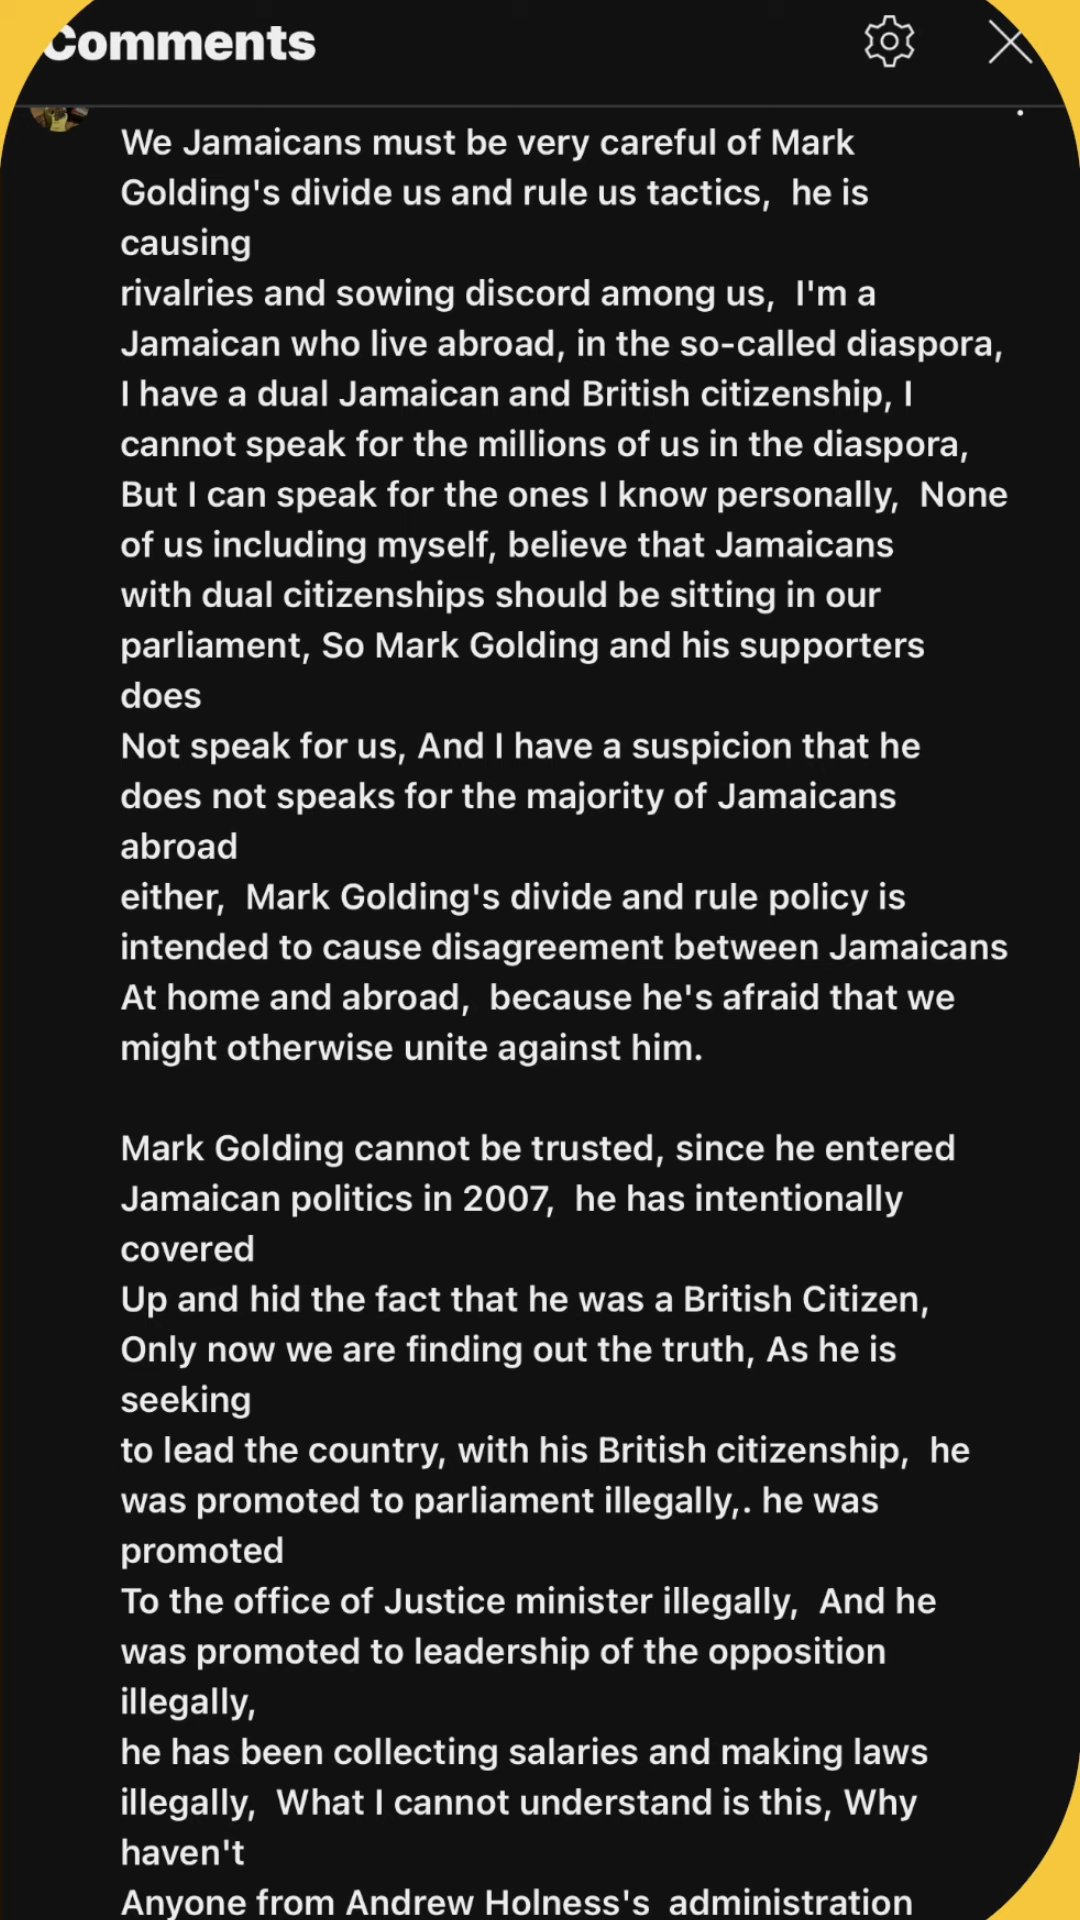 Comments
We Jamaicans must be very careful of Mark
Golding's divide us and rule us tactics,  he is
causing
rivalries and sowing discord among us,  I'm a
Jamaican who live abroad, in the so-called diaspora,
I have a dual Jamaican and British citizenship, I
cannot speak for the millions of us in the diaspora,
But I can speak for the ones I know personally,  None
of us including myself, believe that Jamaicans
with dual citizenships should be sitting in our
parliament, So Mark Golding and his supporters
does
Not speak for us, And I have a suspicion that he
does not speaks for the majority of Jamaicans
abroad
either,  Mark Golding's divide and rule policy is
intended to cause disagreement between Jamaicans
At home and abroad,  because he's afraid that we
might otherwise unite against him.

Mark Golding cannot be trusted, since he entered
Jamaican politics in 2007,  he has intentionally
covered
Up and hid the fact that he was a British Citizen,
Only now we are finding out the truth, As he is
seeking
to lead the country, with his British citizenship,  he
was promoted to parliament illegally,. he was
promoted
To the office of Justice minister illegally,  And he
was promoted to leadership of the opposition
illegally,
he has been collecting salaries and making laws
illegally,  What I cannot understand is this, Why
haven't
Anyone from Andrew Holness's  administration